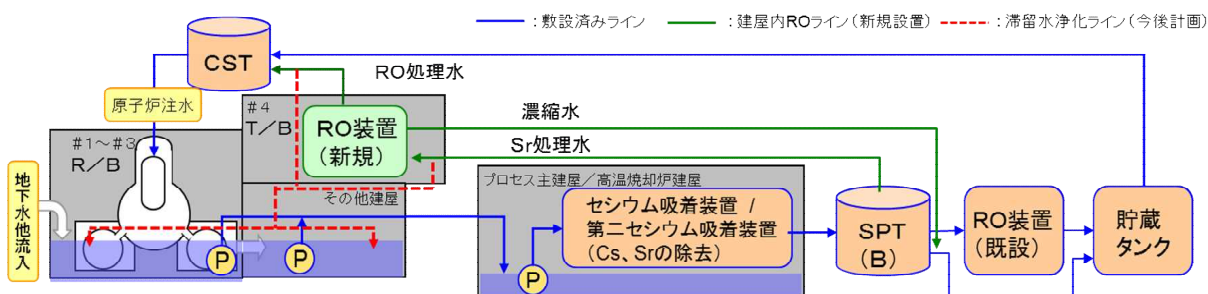 ：敷設済みライン
：建屋内ROライン（新規設置）
：滞留水浄化ライン（今後計画）
CST
RO処理水
原子炉注水
#4
T／B
RO装置
（新規）
濃縮水
Sr処理水
#1～#3
R／B
地下水他流入
その他建屋
P
P
プロセス主建屋／高温焼却炉建屋
セシウム吸着装置 /
第二セシウム吸着装置
（Cs、Srの除去）
P
SPT
（B）
RO装置
（既設）
貯蔵
タンク